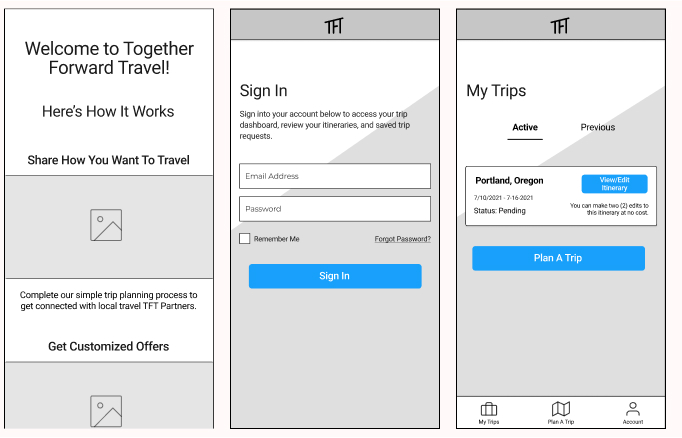 Welcome to Together
Forward Travel!
Here's How It Works
Share How You Want To Travel
Complete our simple trip planning process to
get connected with local travel TFT Partners.
Get Customized Offers
TFT
Sign In
Sign into your account below to access your trip
dashboard, review your itineraries, and saved trip
requests.
Email Address
Password
Remember Me
Forgot Password?
Sign In
TFT
My Trips
Active
Previous
Portland, Oregon
7/10/2021 - 7-16-2021
Status: Pending
View/Edit
Itinerary
You can make two (2) edits to
this itinerary at no cost.
Plan A Trip
My Trips
Plan A Trip
Account